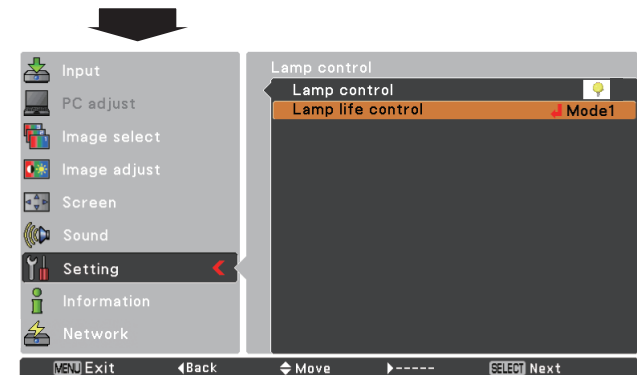 Input
PC adjust
Image select
Image adjust
Screen
Sound
Setting
Information
Network
Lamp control
Lamp control
Lamp life control Mode1
MENU Exit Back Move ----- SELECT Next